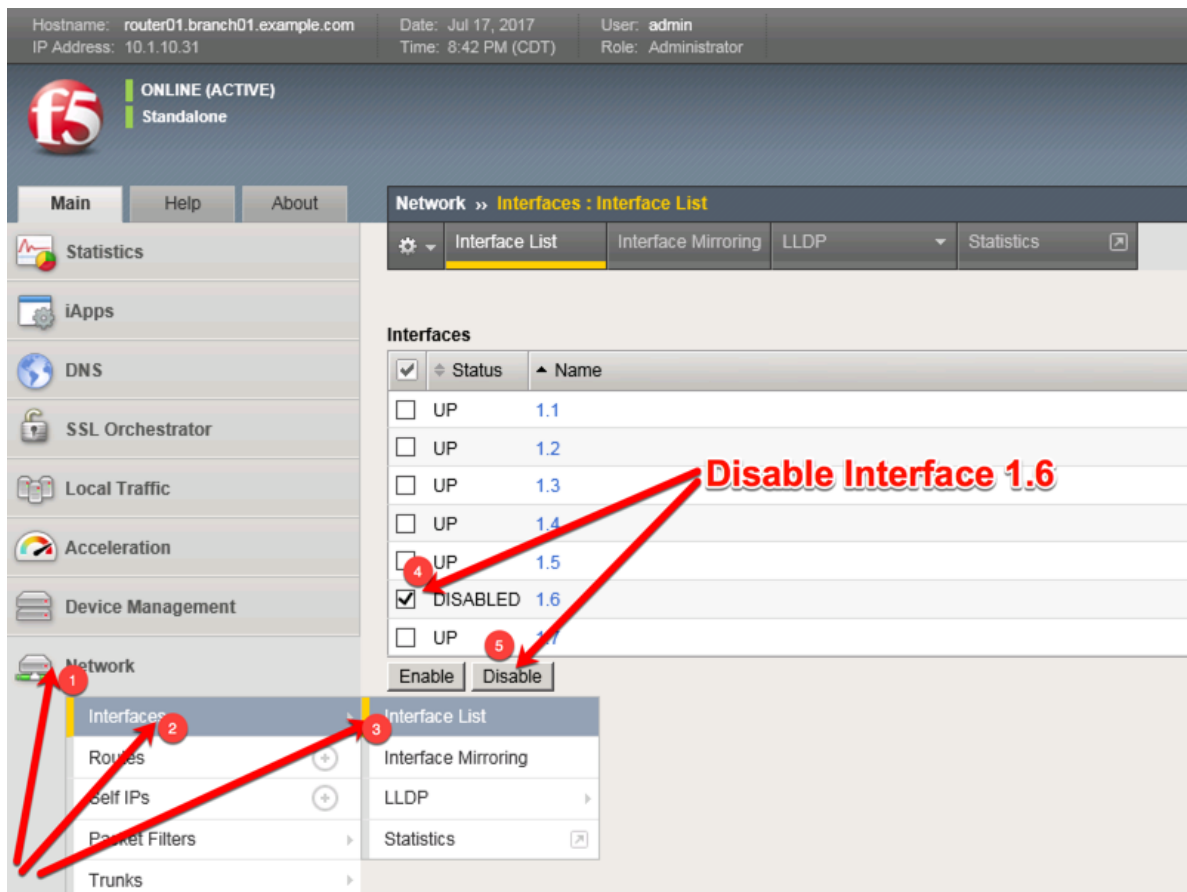 Hostname: router01.branch01.example.com Date: Jul 17, 2017 User: admin
IP Address: 10.1.10.31 Time: 8:42 PM (CDT) Role: Administrator
f5
ONLINE (ACTIVE)
Standalone
Main Help About
Network ›› Interfaces : Interface List
Interface List Interface Mirroring LLDP Statistics
Statistics
iApps
DNS
SSL Orchestrator
Local Traffic
Acceleration
Device Management
Network
Interfaces
Status Name
UP 1.1
UP 1.2
UP 1.3
Disable Interface 1.6
UP 1.4
UP 1.5
4
DISABLED 1.6
UP 1.7
5
Enable Disable
1
Interfaces
2
Routes
Self IPs
Packet Filters
Trunks
3
Interface List
Interface Mirroring
LLDP
Statistics